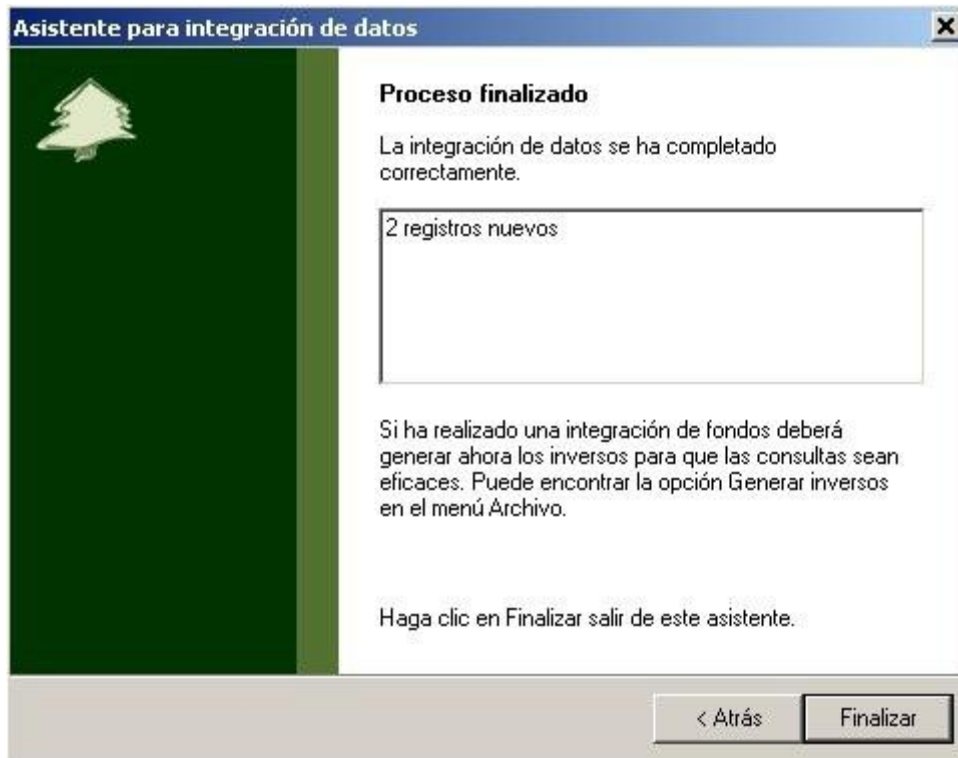 Asistente para integración de datos
Proceso finalizado
La integración de datos se ha completado
correctamente.
2 registros nuevos
Si ha realizado una integración de fondos deberá
generar ahora los inversos para que las consultas sean
eficaces. Puede encontrar la opción Generar inversos
en el menú Archivo.
Haga clic en Finalizar salir de este asistente.
< Atrás
Finalizar